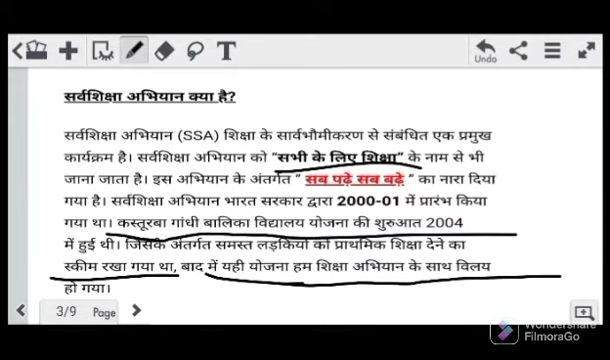 T
Undo
सर्वशिक्षा अभियान क्या है?
सर्वशिक्षा अभियान (SSA) शिक्षा के सार्वभौमीकरण से संबंधित एक प्रमुख
कार्यक्रम है। सर्वशिक्षा अभियान को "सभी के लिए शिक्षा" के नाम से भी
जाना जाता है। इस अभियान के अंतर्गत " सब पढ़े सब बढ़े " का नारा दिया
गया है। सर्वशिक्षा अभियान भारत सरकार द्वारा 2000-01 में प्रारंभ किया
गया था। कस्तूरबा गांधी बालिका विद्यालय योजना की शुरुआत 2004
में हुई थी। जिसके अंतर्गत समस्त लड़कियों को प्राथमिक शिक्षा देने का
स्कीम रखा गया था, बाद में यही योजना हम शिक्षा अभियान के साथ विलय
हो गया।
3/9 Page
Wondershare
FilmoraGo